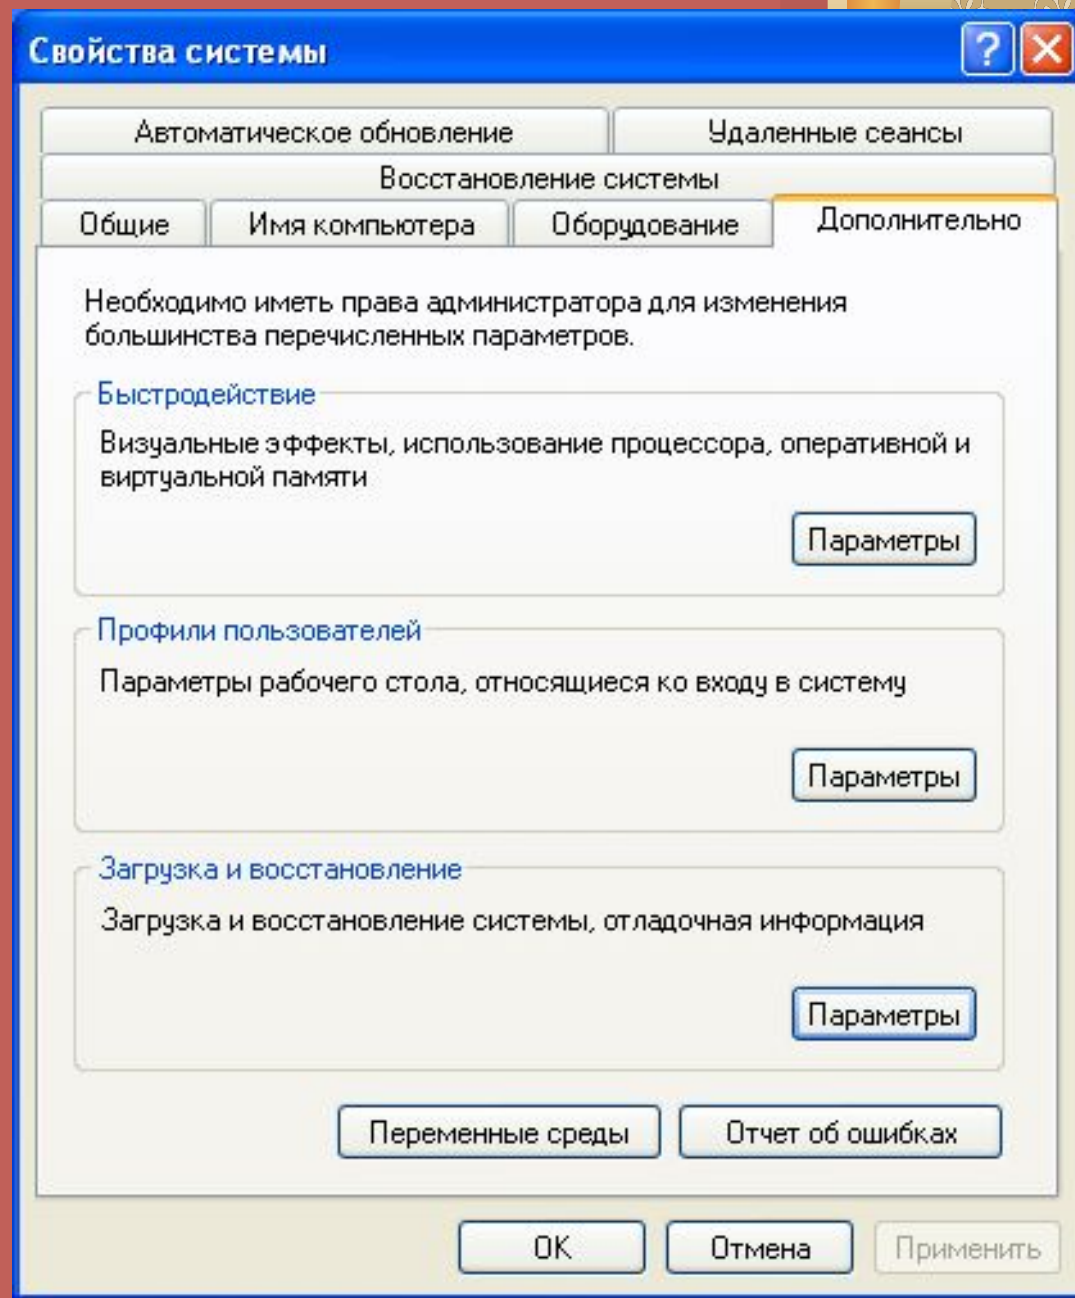 Свойства системы
Автоматическое обновление
Удаленные сеансы
Восстановление системы
Общие
Имя компьютера
Оборудование
Дополнительно
Необходимо иметь права администратора для изменения
большинства перечисленных параметров.
Быстродействие
Визуальные эффекты, использование процессора, оперативной и
виртуальной памяти
Параметры
Профили пользователей
Параметры рабочего стола, относящиеся ко входу в систему
Параметры
Загрузка и восстановление
Загрузка и восстановление системы, отладочная информация
Параметры
Переменные среды
Отчет об ошибках
OK
Отмена
Применить